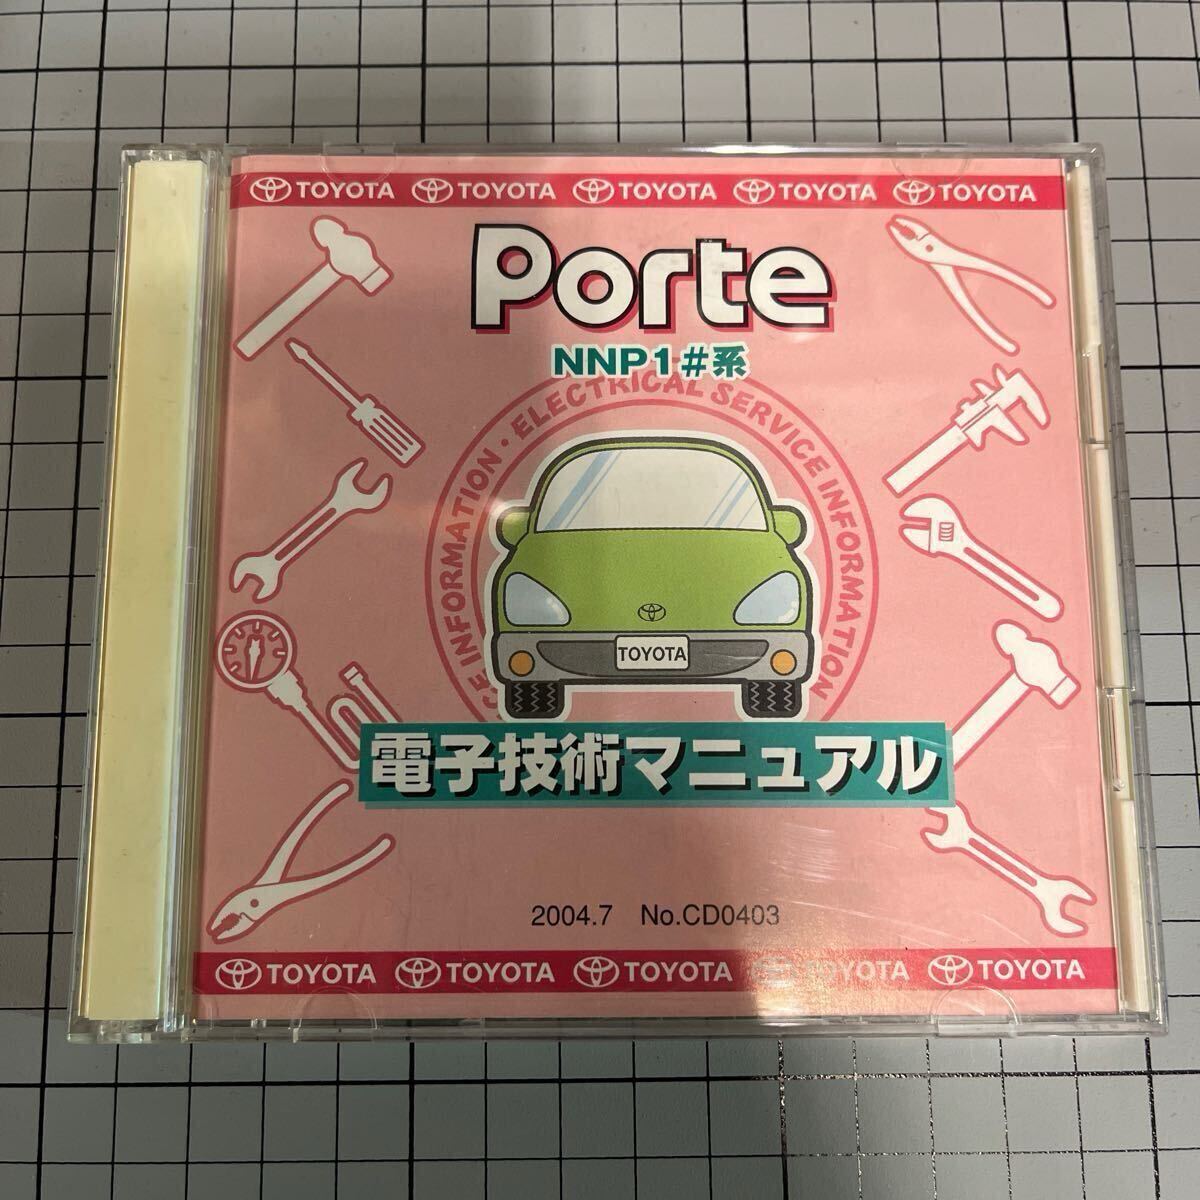 TOYOTA TOYOTA TOYOTA TOYOTA TOYOTA
Porte
NNP1#系
INFORMATION・ELECTRICAL SERVICE INFORMATION
TOYOTA
電子技術マニュアル
2004.7 No.CD0403
TOYOTA TOYOTA TOYOTA TOYOTA TOYOTA